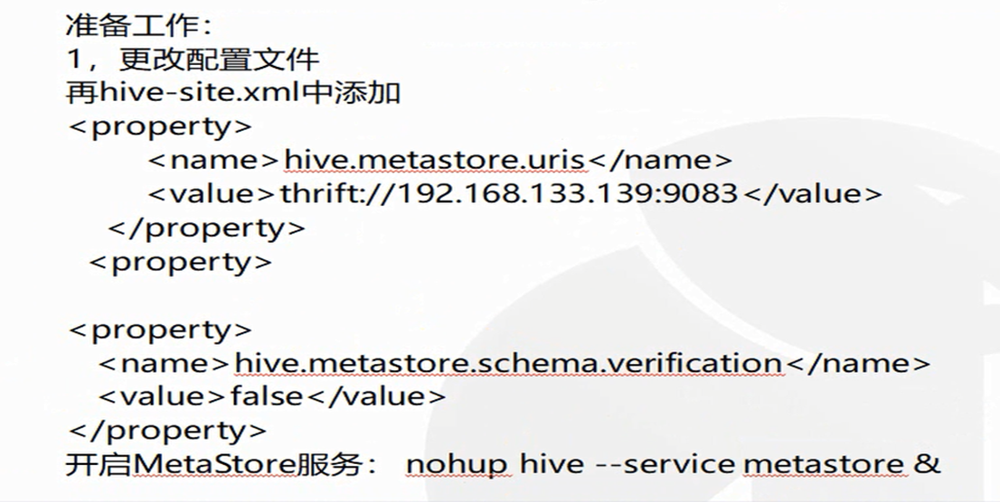 准备工作：
1，更改配置文件
再hive-site.xml中添加
<property>
<name>hive.metastore.uris</name>
<value>thrift://192.168.133.139:9083</value>
</property>
<property>
<property>
<name>hive.metastore.schema.verification</name>
<value>false</value>
</property>
开启MetaStore服务： nohup hive --service metastore &